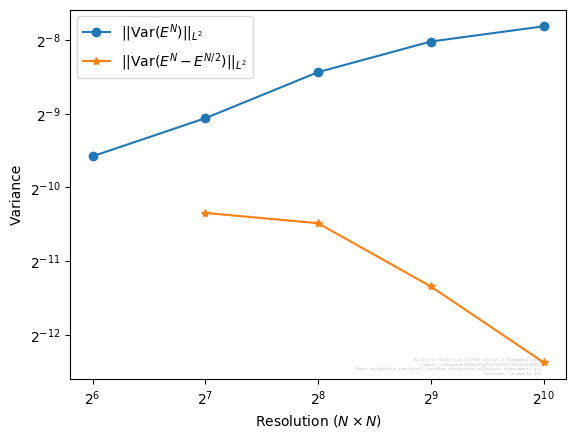 2^{-8}
2^{-9}
2^{-10}
2^{-11}
2^{-12}
Variance
||Var(E^N)||_{L^2}
||Var(E^N − E^{N/2})||_{L^2}
2^6
2^7
2^8
2^9
2^{10}
Resolution (N × N)